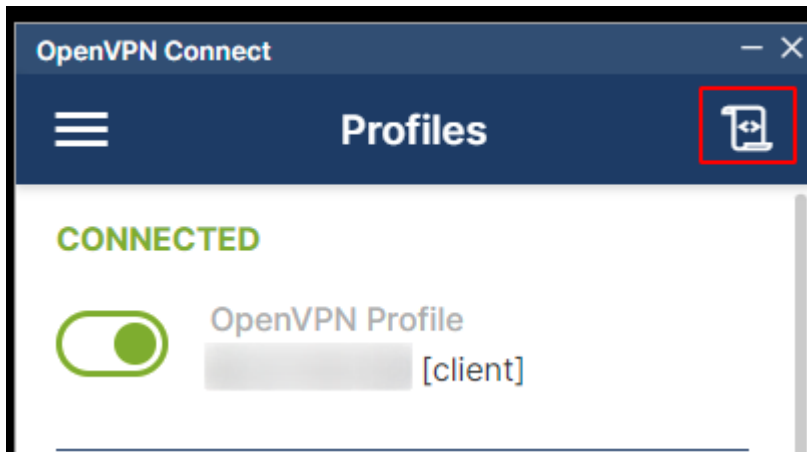 OpenVPN Connect
Profiles
CONNECTED
OpenVPN Profile
[client]